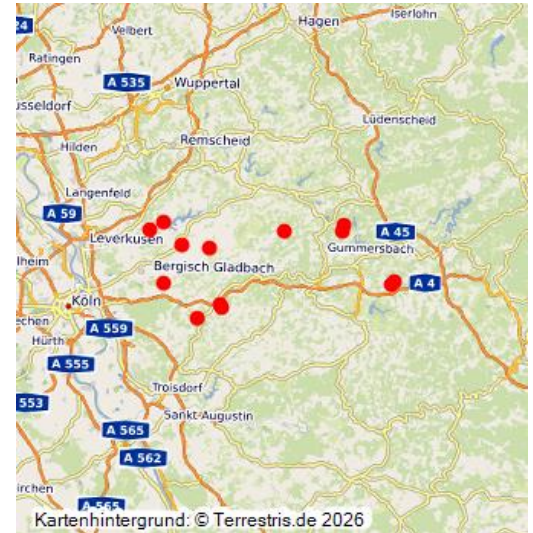 24
Velbert
Hagen
Iserlohn
Ratingen
A 535
Wuppertal
usseldorf
Lüdenscheid
Remscheid
Hilden
Langenfeld
A 59
Leverkusen
A 45
Gummersbach
lheim
Bergisch Gladbach
A 4
Köln
echen
A 559
Hürth
A 555
Troisdorf
553
Sankt Augustin
A 565
A 562
irchen
A 565
Kartenhintergrund: © Terrestris.de 2026